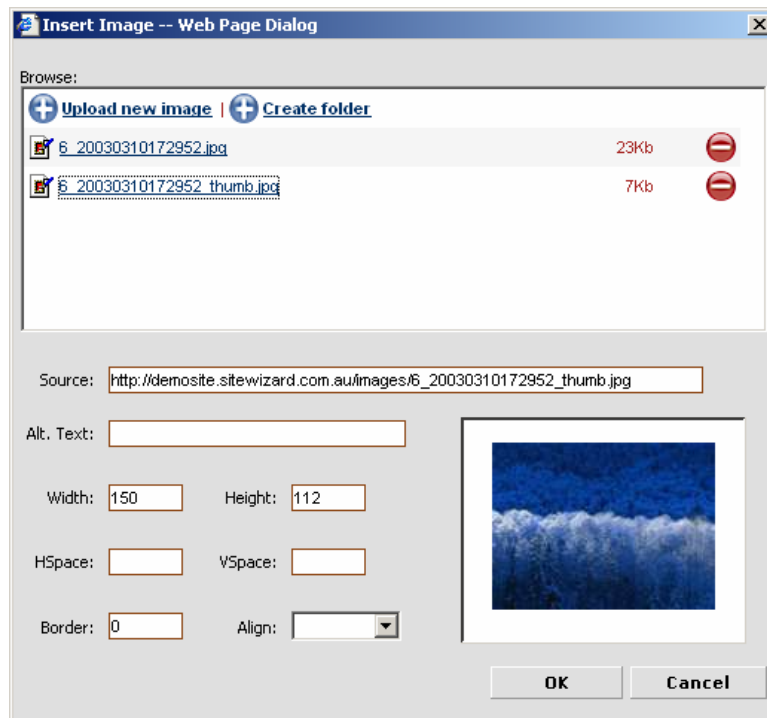 Insert Image -- Web Page Dialog
Browse:
Upload new image | Create folder
6_20030310172952.jpg 23Kb
6_20030310172952_thumb.jpg 7Kb
Source: http://demosite.sitewizard.com.au/images/6_20030310172952_thumb.jpg
Alt. Text:
Width: 150 Height: 112
HSpace: VSpace:
Border: 0 Align:
OK Cancel